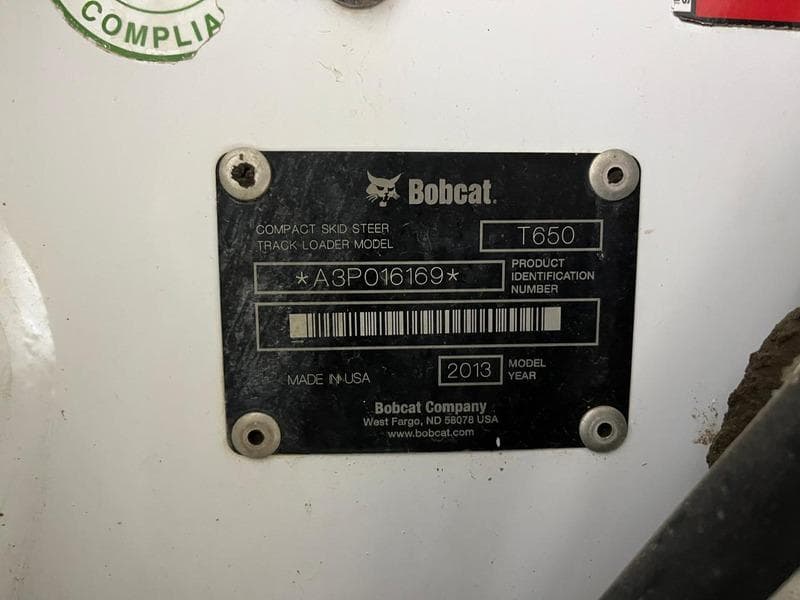 COMPLIA
Bobcat.
COMPACT SKID STEER
TRACK LOADER MODEL
T650
*A3P016169*
PRODUCT
IDENTIFICATION
NUMBER
MADE IN USA
2013
MODEL
YEAR
Bobcat Company
West Fargo, ND 58078 USA
www.bobcat.com